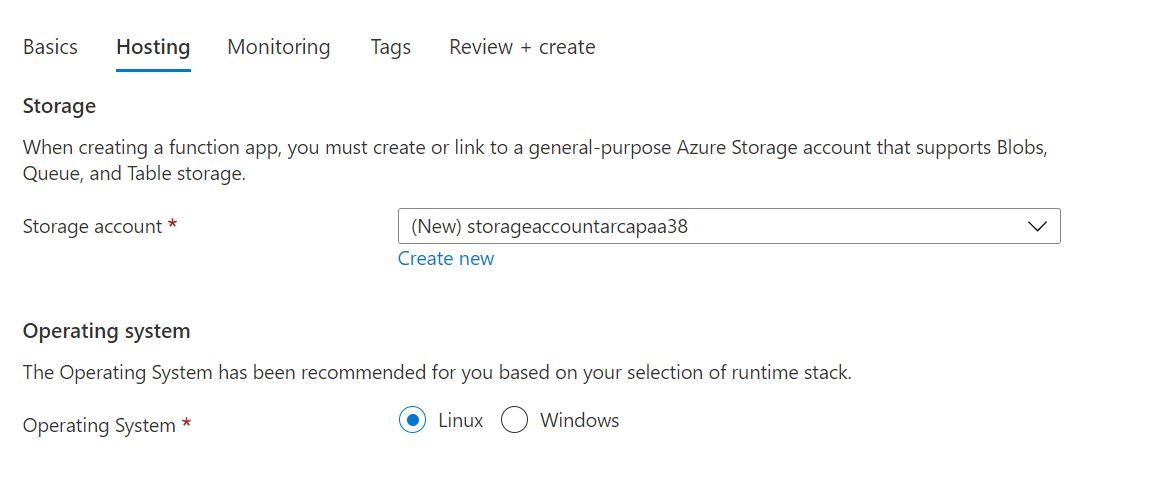 Basics Hosting Monitoring Tags Review + create
Storage
When creating a function app, you must create or link to a general-purpose Azure Storage account that supports Blobs,
Queue, and Table storage.
Storage account * (New) storageaccountarcapaa38
Create new
Operating system
The Operating System has been recommended for you based on your selection of runtime stack.
Operating System * Linux Windows